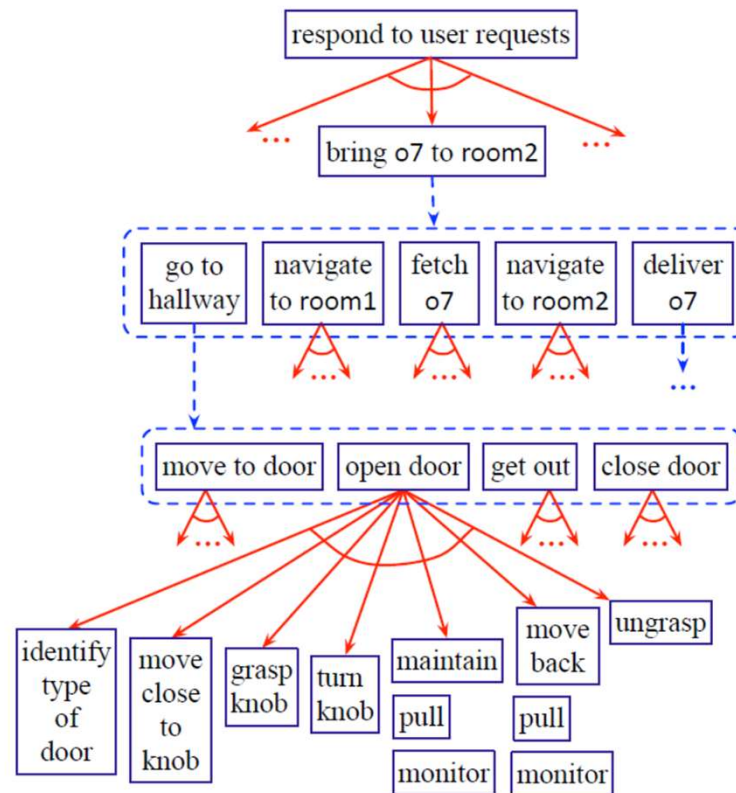 respond to user requests
...
...
bring o7 to room2
go to
hallway
navigate
to room1
fetch
o7
navigate
to room2
deliver
o7
...
...
...
...
move to door
open door
get out
close door
...
...
...
identify
type
of
door
move
close
to
knob
grasp
knob
turn
knob
maintain
pull
monitor
move
back
pull
monitor
ungrasp